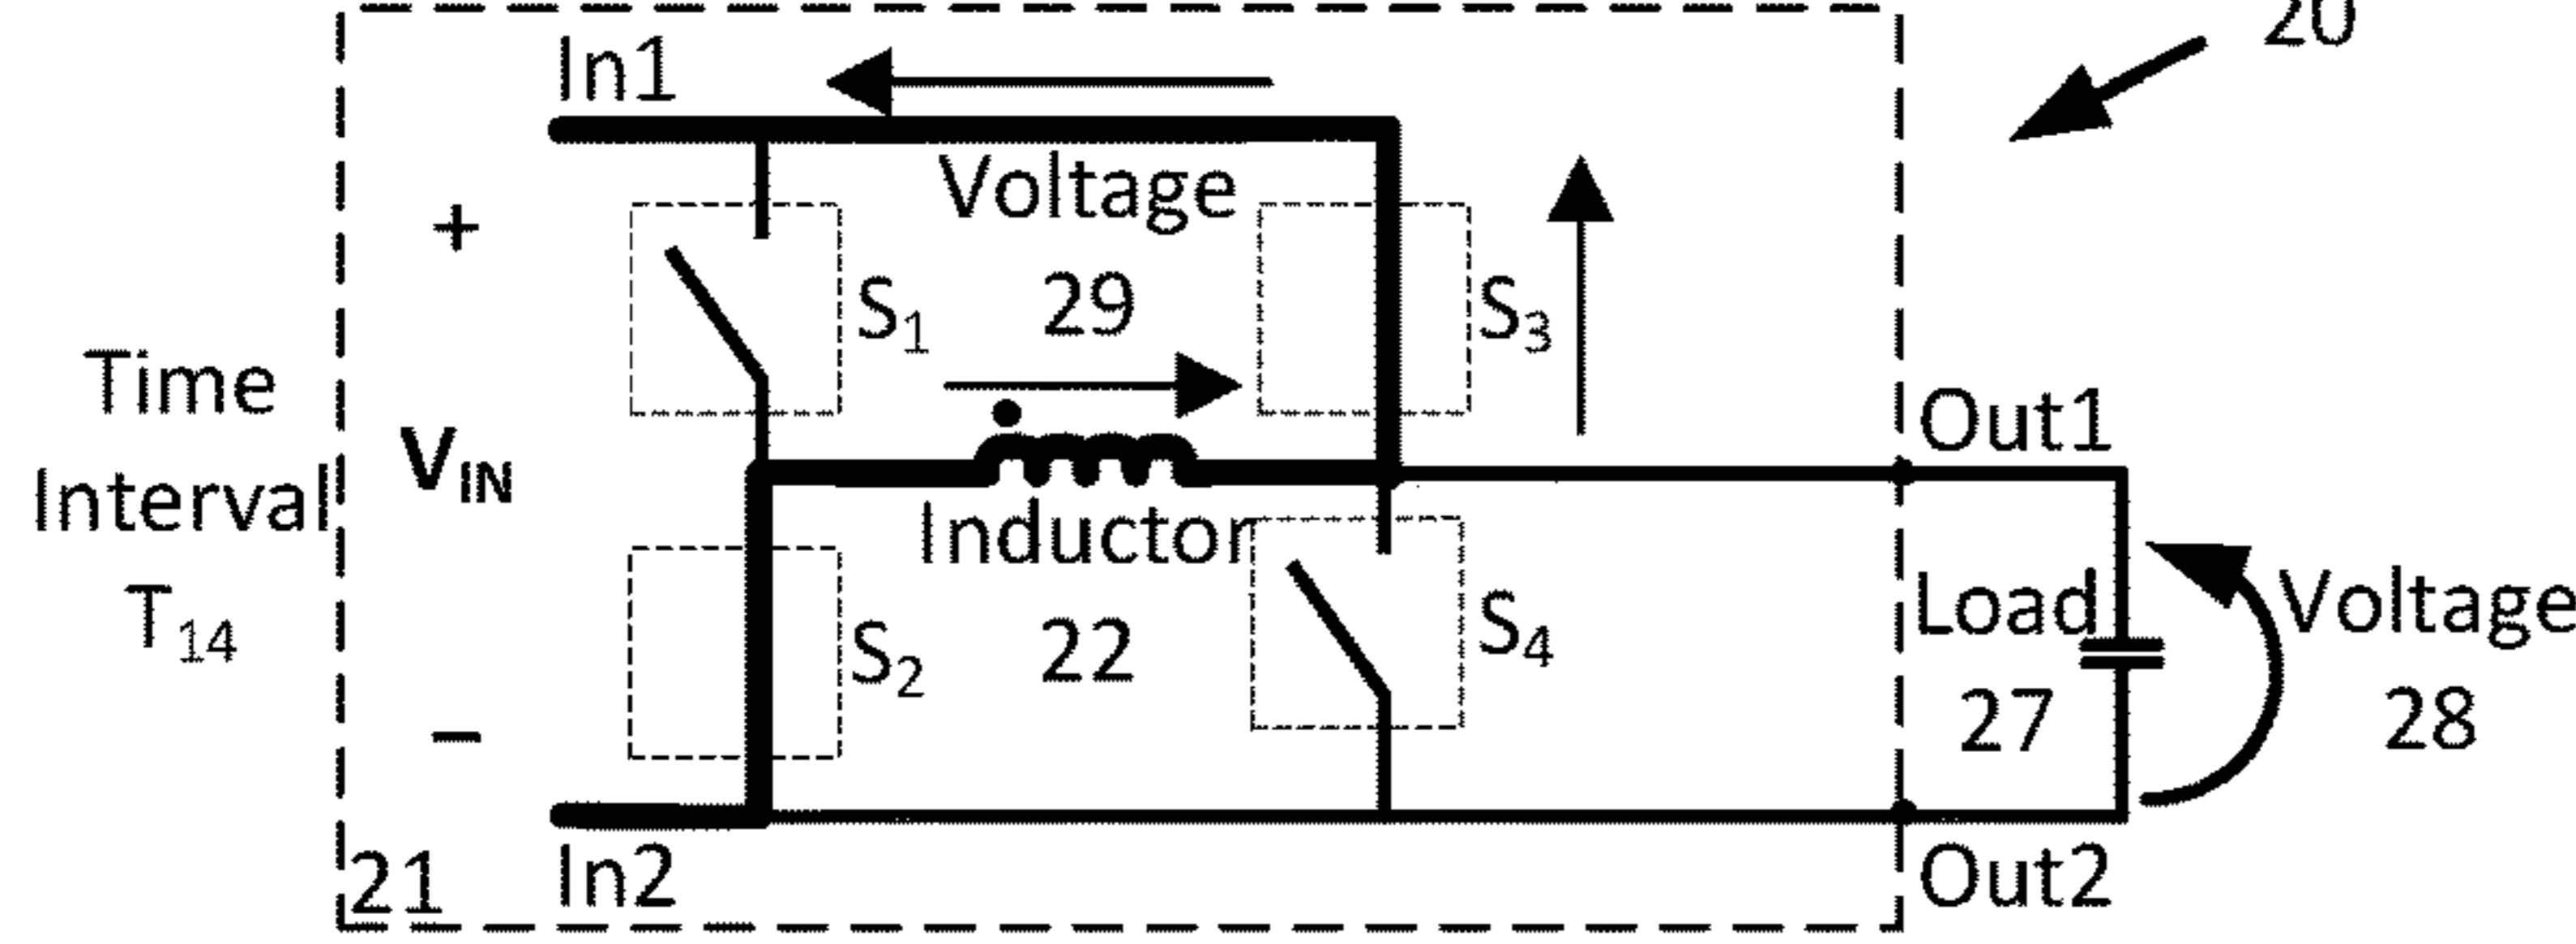 20
In1
+
Voltage
29
S1
S3
Time
Interval
T14
VIN
Out1
Inductor
22
S2
S4
Load
27
Voltage
28
−
21
In2
Out2